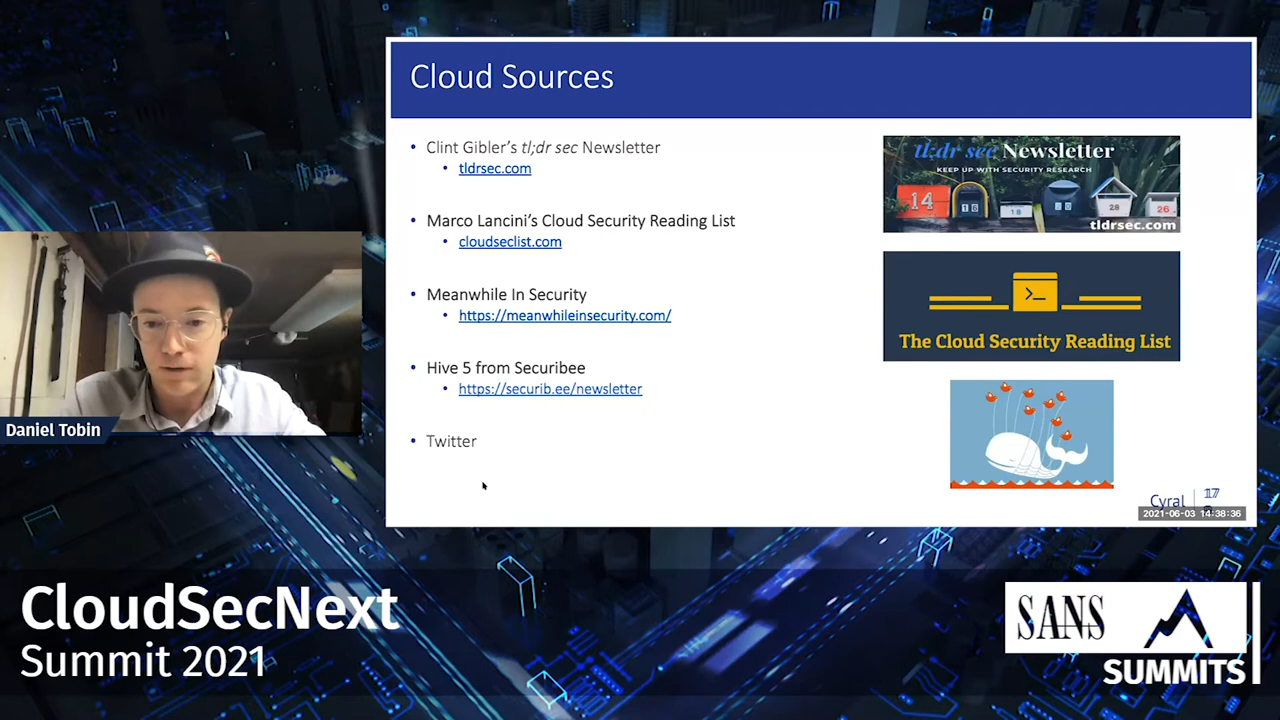 Cloud Sources
• Clint Gibler's tl;dr sec Newsletter
• tldrsec.com
• Marco Lancini's Cloud Security Reading List
• cloudseclist.com
• Meanwhile In Security
• https://meanwhileinsecurity.com/
• Hive 5 from Securibee
• https://securib.ee/newsletter
• Twitter
tl;dr sec Newsletter
KEEP UP WITH SECURITY RESEARCH
14 16 18 20 28 26
tldrsec.com
>_
The Cloud Security Reading List
Cyral 17
2021-06-03 14:38:36
Daniel Tobin
CloudSecNext
Summit 2021
SANS
SUMMITS